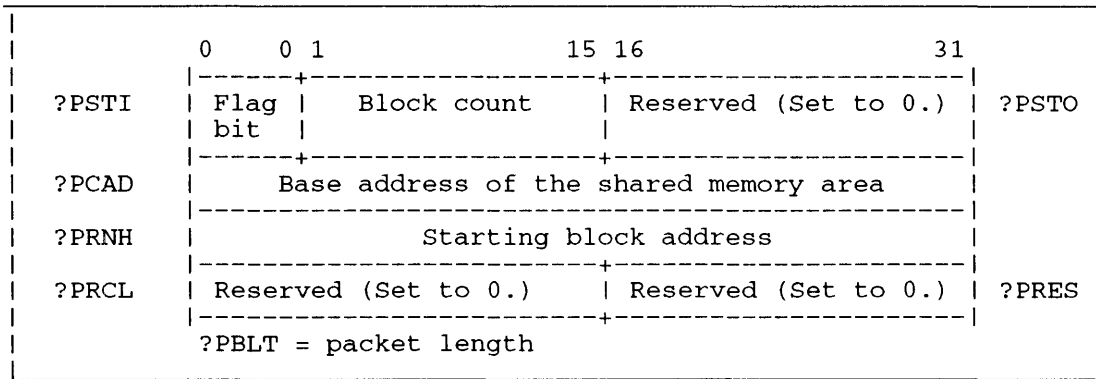 0 0 1 15 16 31
?PSTI Flag Block count Reserved (Set to 0.) ?PSTO
bit
?PCAD Base address of the shared memory area
?PRNH Starting block address
?PRCL Reserved (Set to 0.) Reserved (Set to 0.) ?PRES
?PBLT = packet length